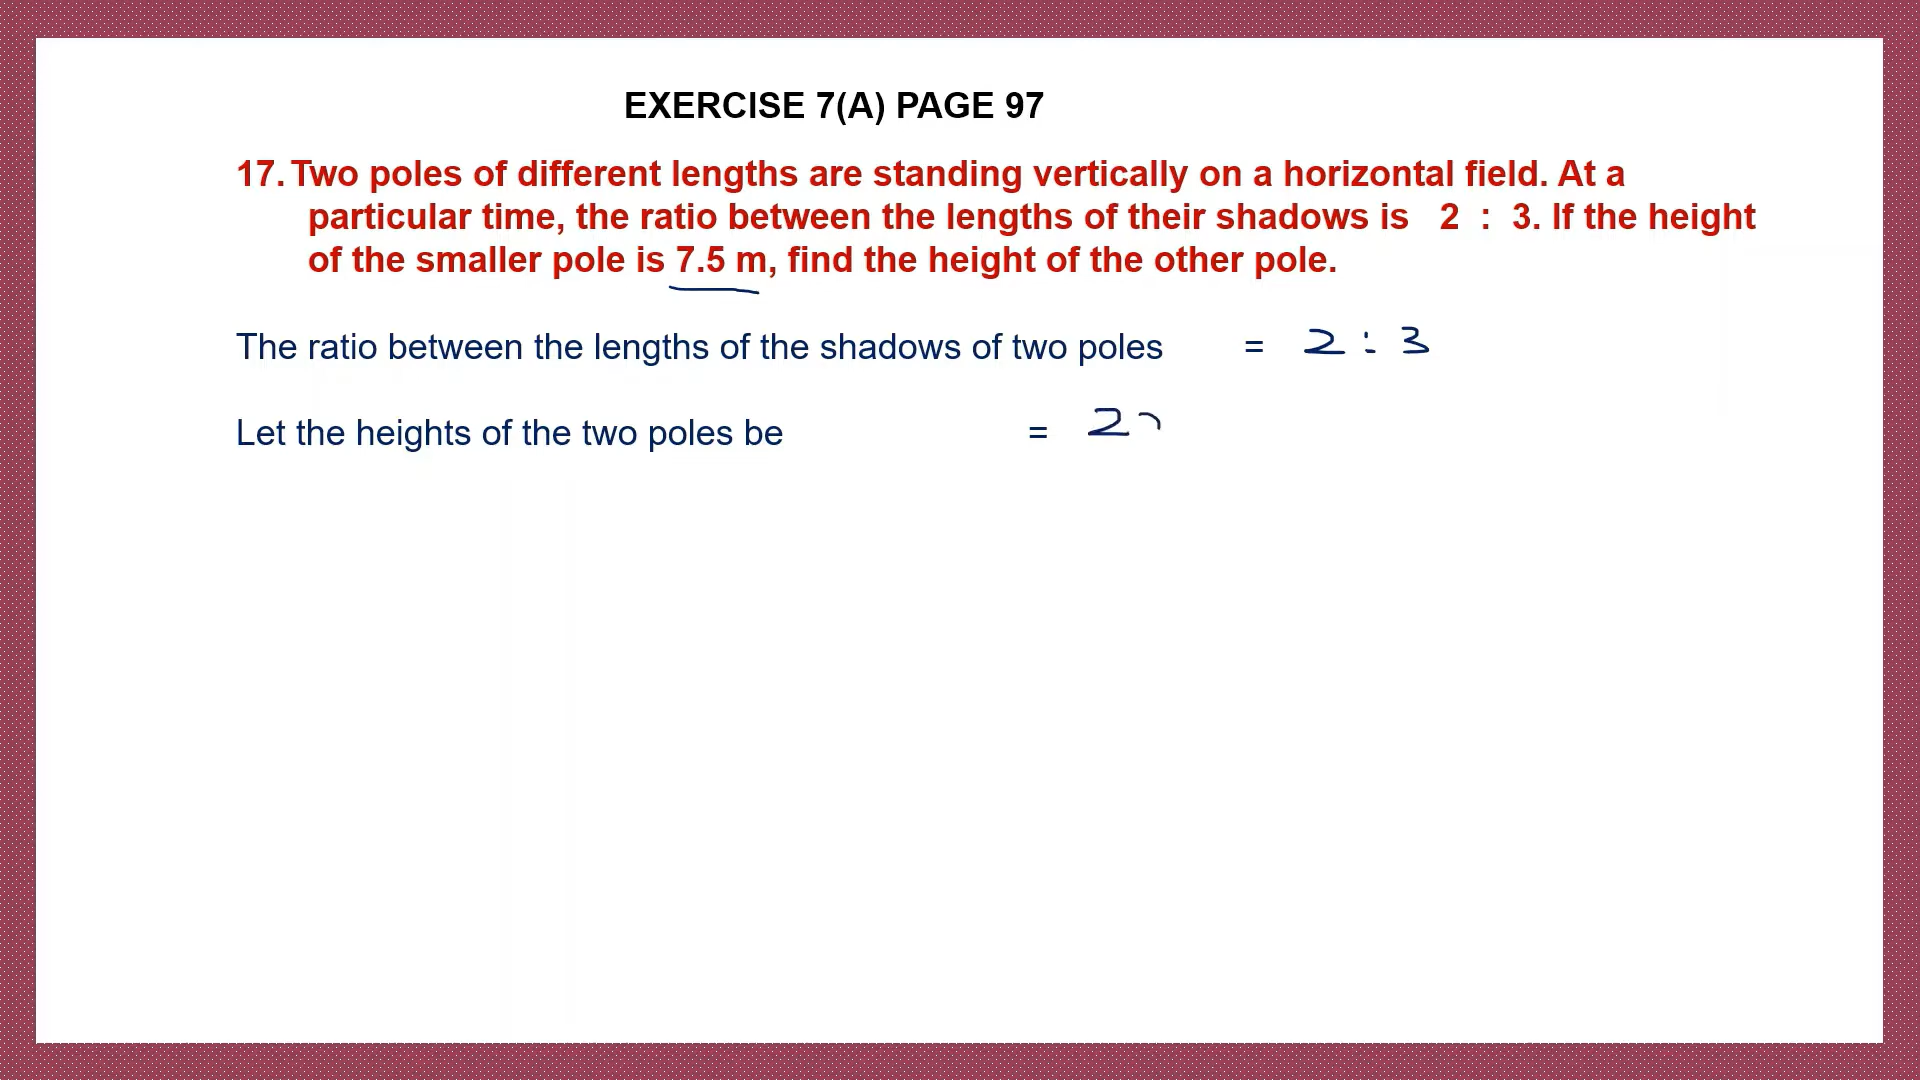 EXERCISE 7(A) PAGE 97
17. Two poles of different lengths are standing vertically on a horizontal field. At a
particular time, the ratio between the lengths of their shadows is 2 : 3. If the height
of the smaller pole is 7.5 m, find the height of the other pole.
The ratio between the lengths of the shadows of two poles = 2 : 3
Let the heights of the two poles be = 2